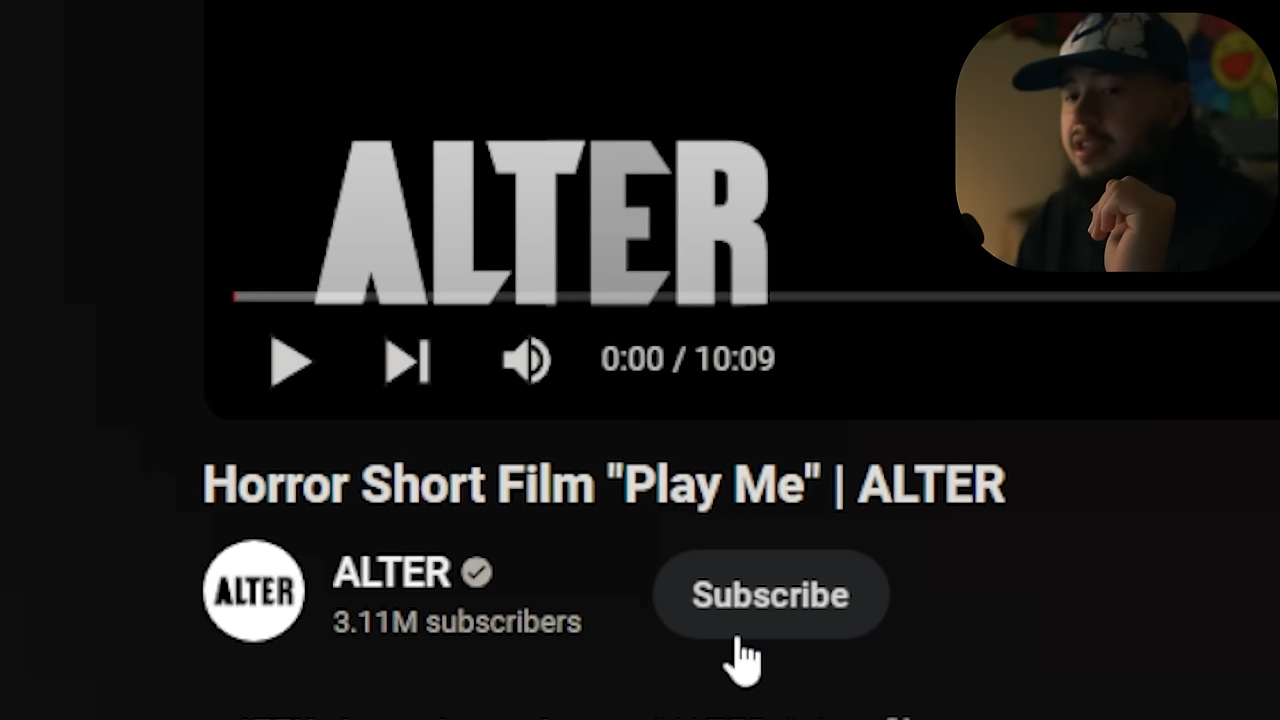 ALTER
0:00 / 10:09
Horror Short Film "Play Me" | ALTER
ALTER
ALTER
3.11M subscribers
Subscribe